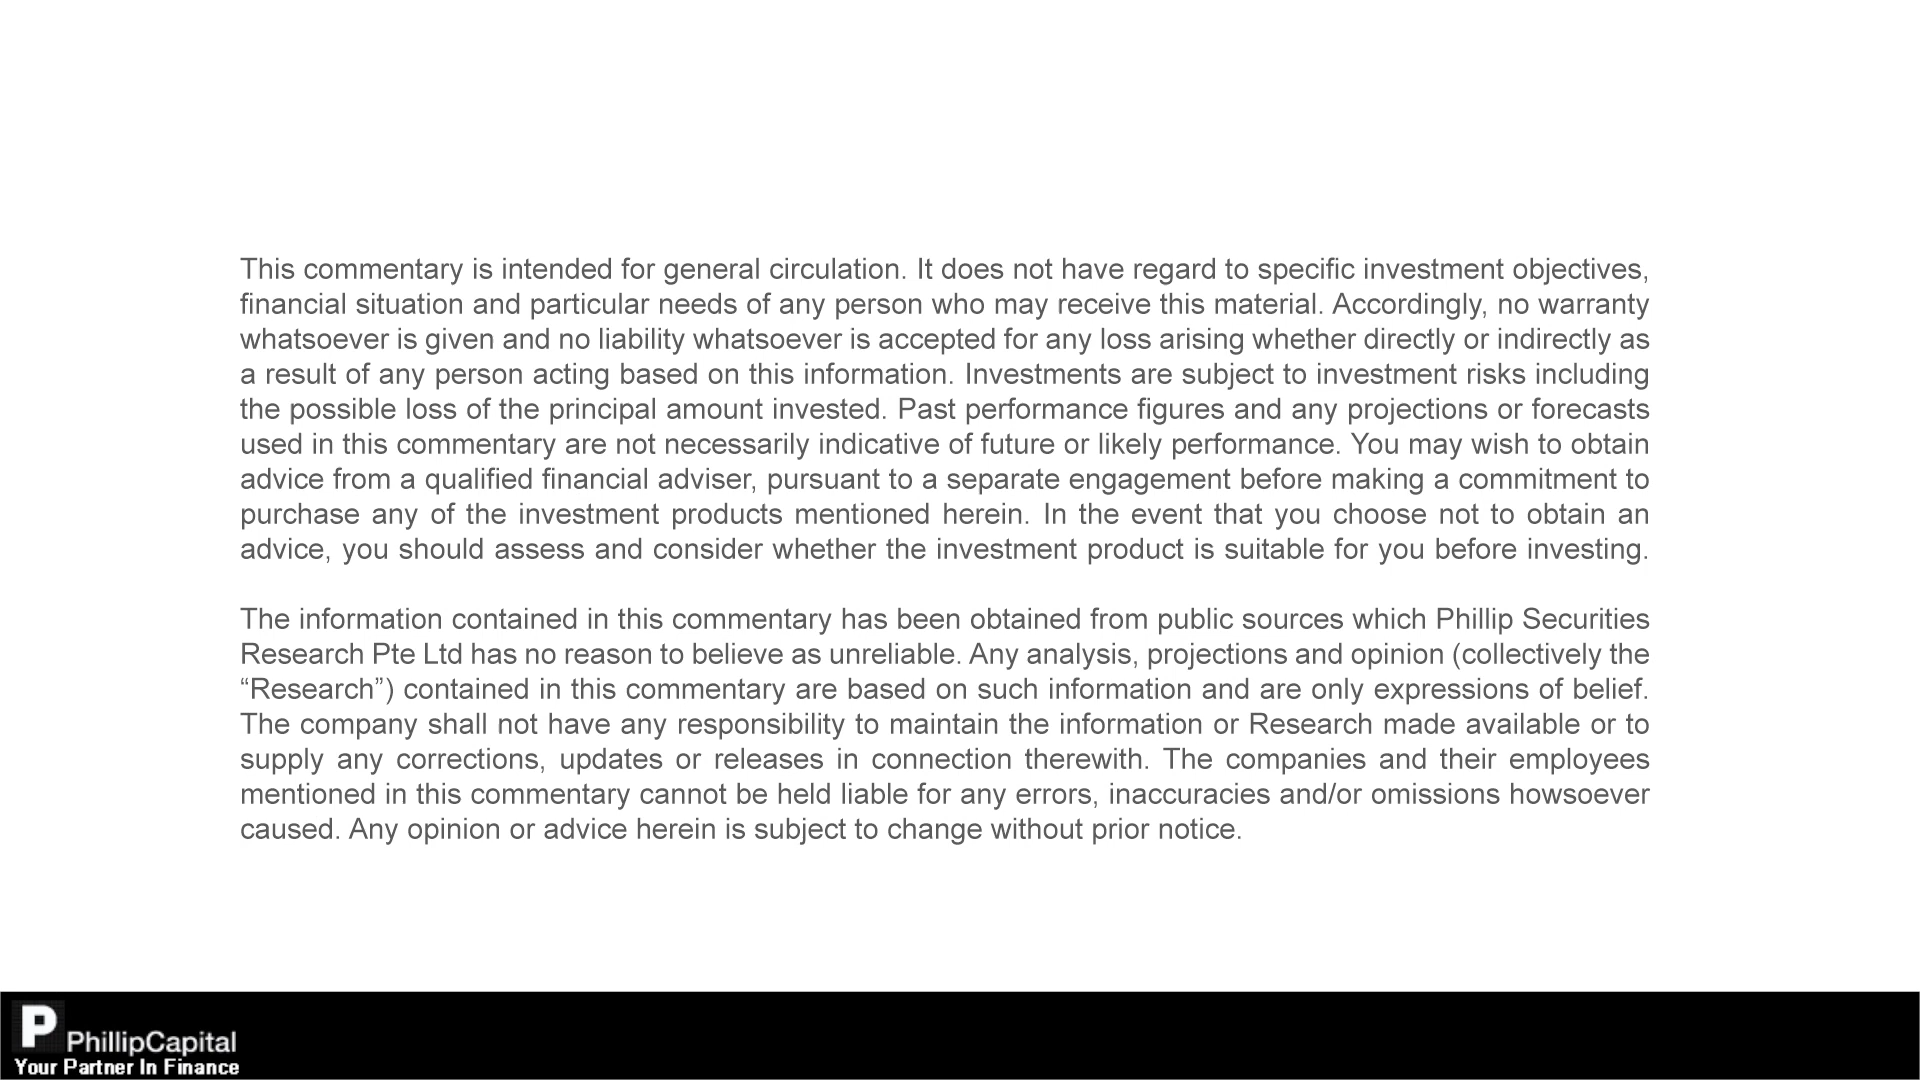 This commentary is intended for general circulation. It does not have regard to specific investment objectives,
financial situation and particular needs of any person who may receive this material. Accordingly, no warranty
whatsoever is given and no liability whatsoever is accepted for any loss arising whether directly or indirectly as
a result of any person acting based on this information. Investments are subject to investment risks including
the possible loss of the principal amount invested. Past performance figures and any projections or forecasts
used in this commentary are not necessarily indicative of future or likely performance. You may wish to obtain
advice from a qualified financial adviser, pursuant to a separate engagement before making a commitment to
purchase any of the investment products mentioned herein. In the event that you choose not to obtain an
advice, you should assess and consider whether the investment product is suitable for you before investing.
The information contained in this commentary has been obtained from public sources which Phillip Securities
Research Pte Ltd has no reason to believe as unreliable. Any analysis, projections and opinion (collectively the
“Research”) contained in this commentary are based on such information and are only expressions of belief.
The company shall not have any responsibility to maintain the information or Research made available or to
supply any corrections, updates or releases in connection therewith. The companies and their employees
mentioned in this commentary cannot be held liable for any errors, inaccuracies and/or omissions howsoever
caused. Any opinion or advice herein is subject to change without prior notice.
P
PhillipCapital
Your Partner In Finance